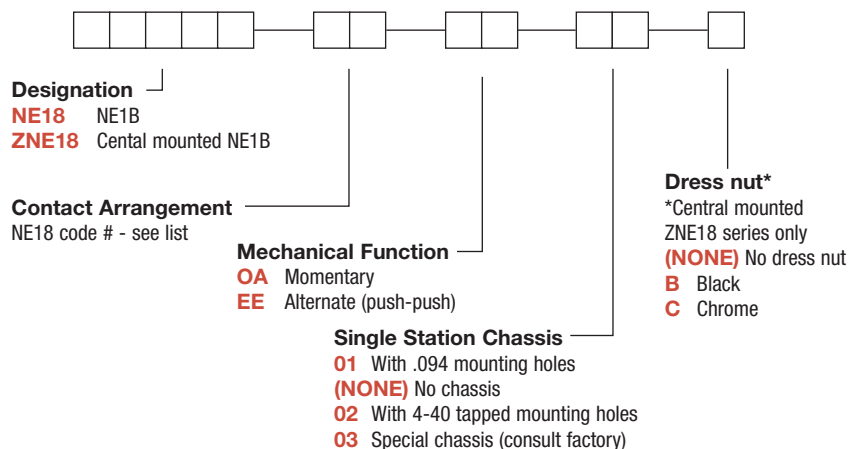 Designation
NE18 NE1B
ZNE18 Cental mounted NE1B
Contact Arrangement
NE18 code # - see list
Mechanical Function
OA Momentary
EE Alternate (push-push)
Single Station Chassis
01 With .094 mounting holes
(NONE) No chassis
02 With 4-40 tapped mounting holes
03 Special chassis (consult factory)
Dress nut*
*Central mounted
ZNE18 series only
(NONE) No dress nut
B Black
C Chrome